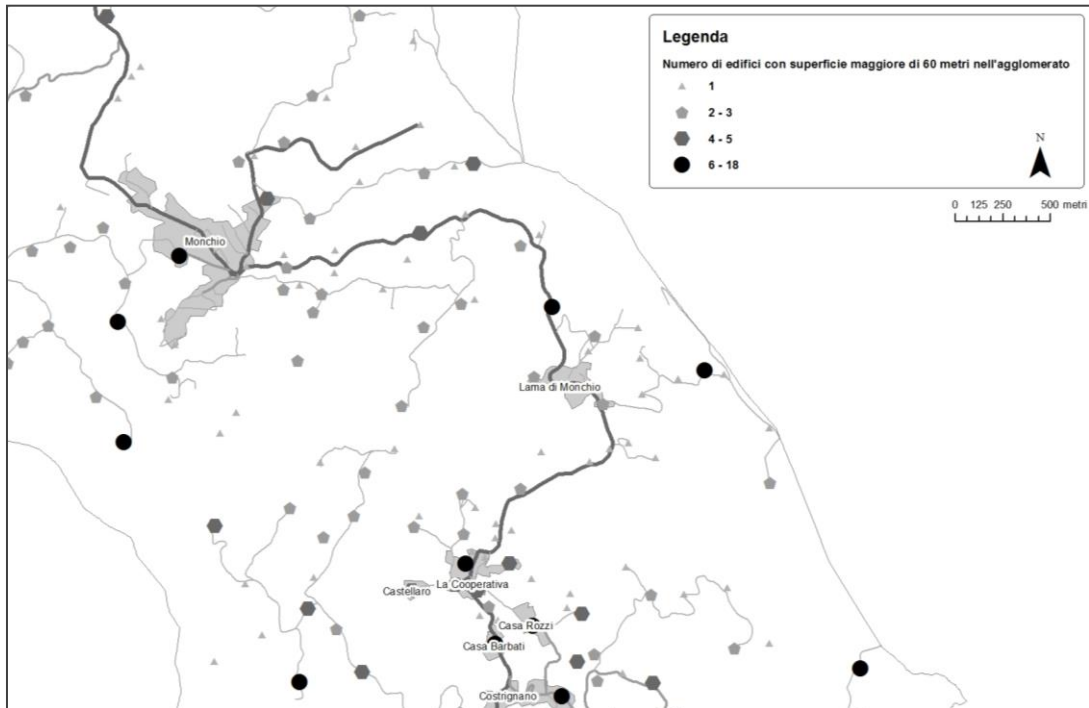 Legenda
Numero di edifici con superficie maggiore di 60 metri nell'agglomerato
1
2 - 3
4 - 5
6 - 18
N
0 125 250 500 metri
Monchio
Lama di Monchio
La Cooperativa
Castellaro
Casa Rozzi
Casa Barbati
Costrignano